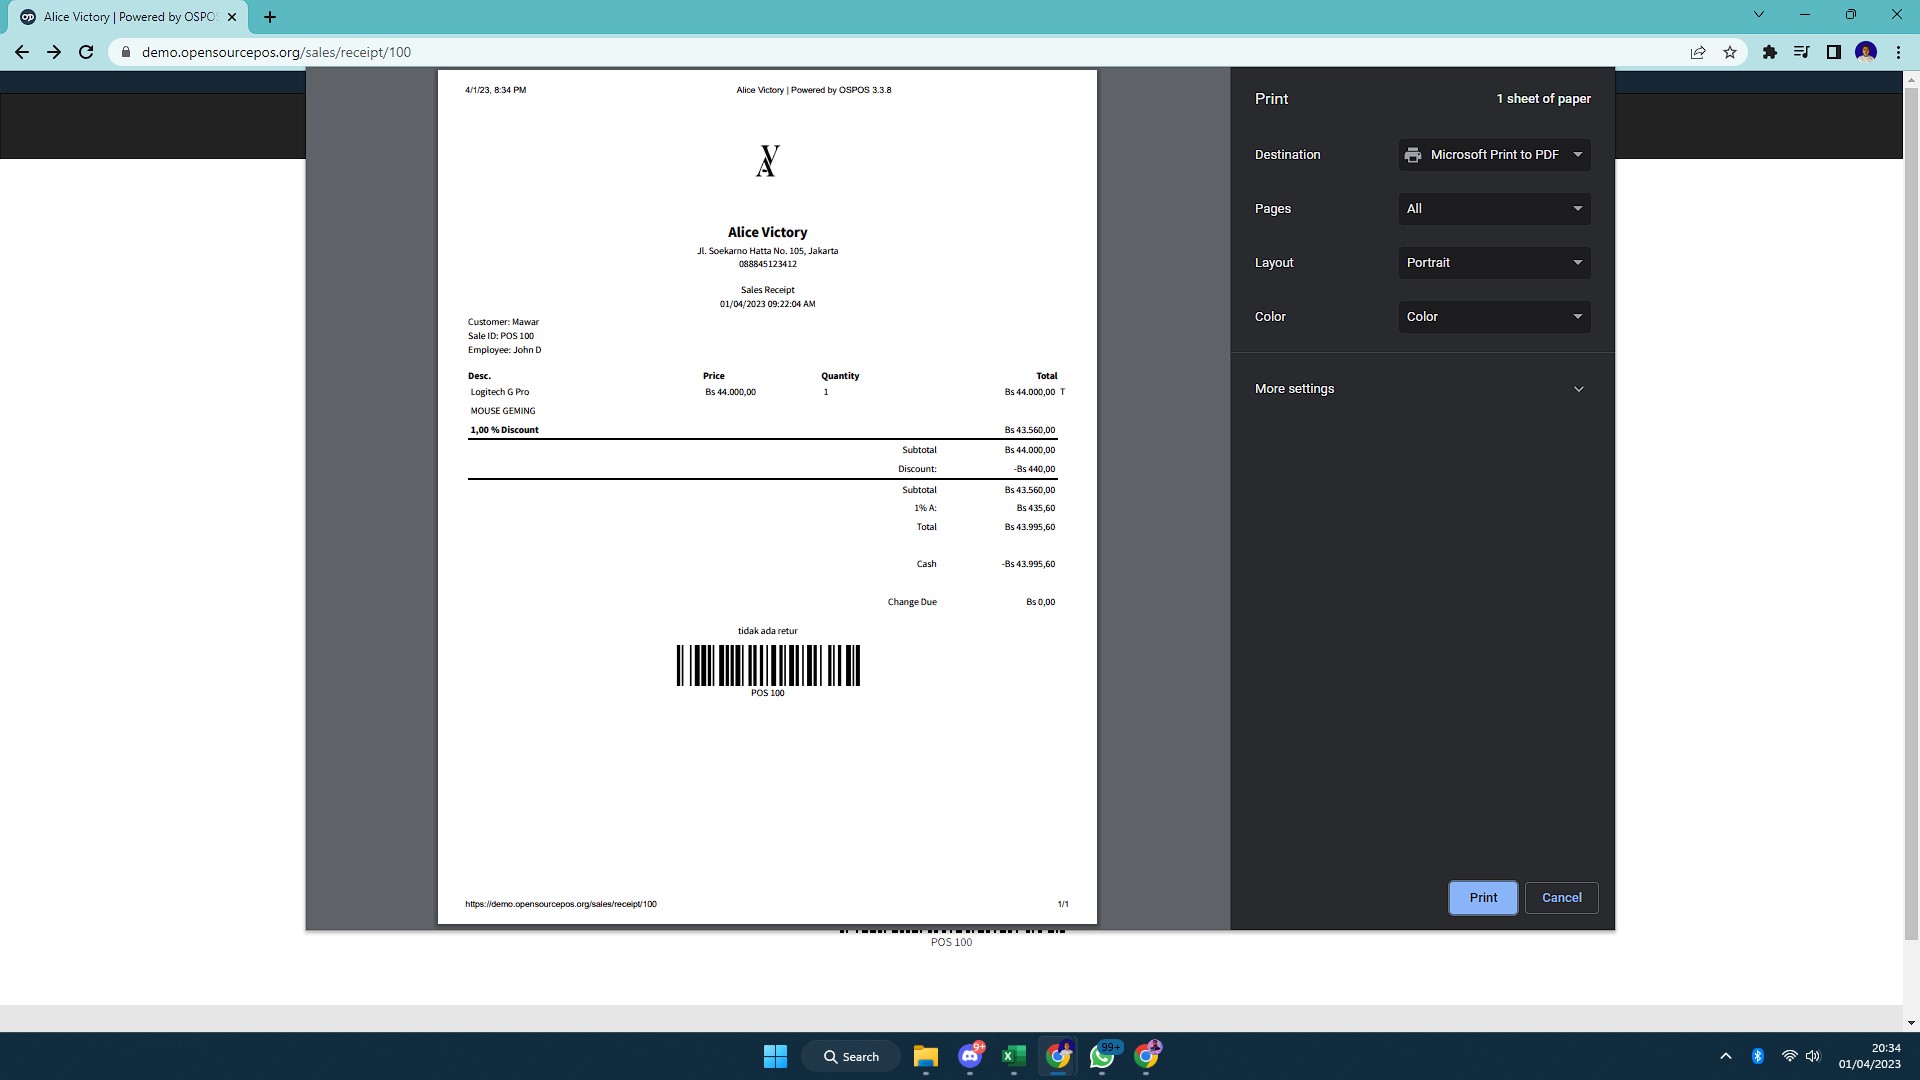 Alice Victory | Powered by OSPO
demo.opensourcepos.org/sales/receipt/100
4/1/23, 8:34 PM Alice Victory | Powered by OSPOS 3.3.8
Alice Victory
Jl. Soekarno Hatta No. 105, Jakarta
088845123412
Sales Receipt
01/04/2023 09:22:04 AM
Customer: Mawar
Sale ID: POS 100
Employee: John D
Desc. Price Quantity Total
Logitech G Pro Bs 44.000,00 1 Bs 44.000,00 T
MOUSE GEMING
1,00 % Discount Bs 43.560,00
Subtotal Bs 44.000,00
Discount: -Bs 440,00
Subtotal Bs 43.560,00
1% A: Bs 435,60
Total Bs 43.995,60
Cash -Bs 43.995,60
Change Due Bs 0,00
tidak ada retur
POS 100
https://demo.opensourcepos.org/sales/receipt/100 1/1
Print 1 sheet of paper
Destination Microsoft Print to PDF
Pages All
Layout Portrait
Color Color
More settings
Print Cancel
POS 100
Search
9+
99+
20:34
01/04/2023